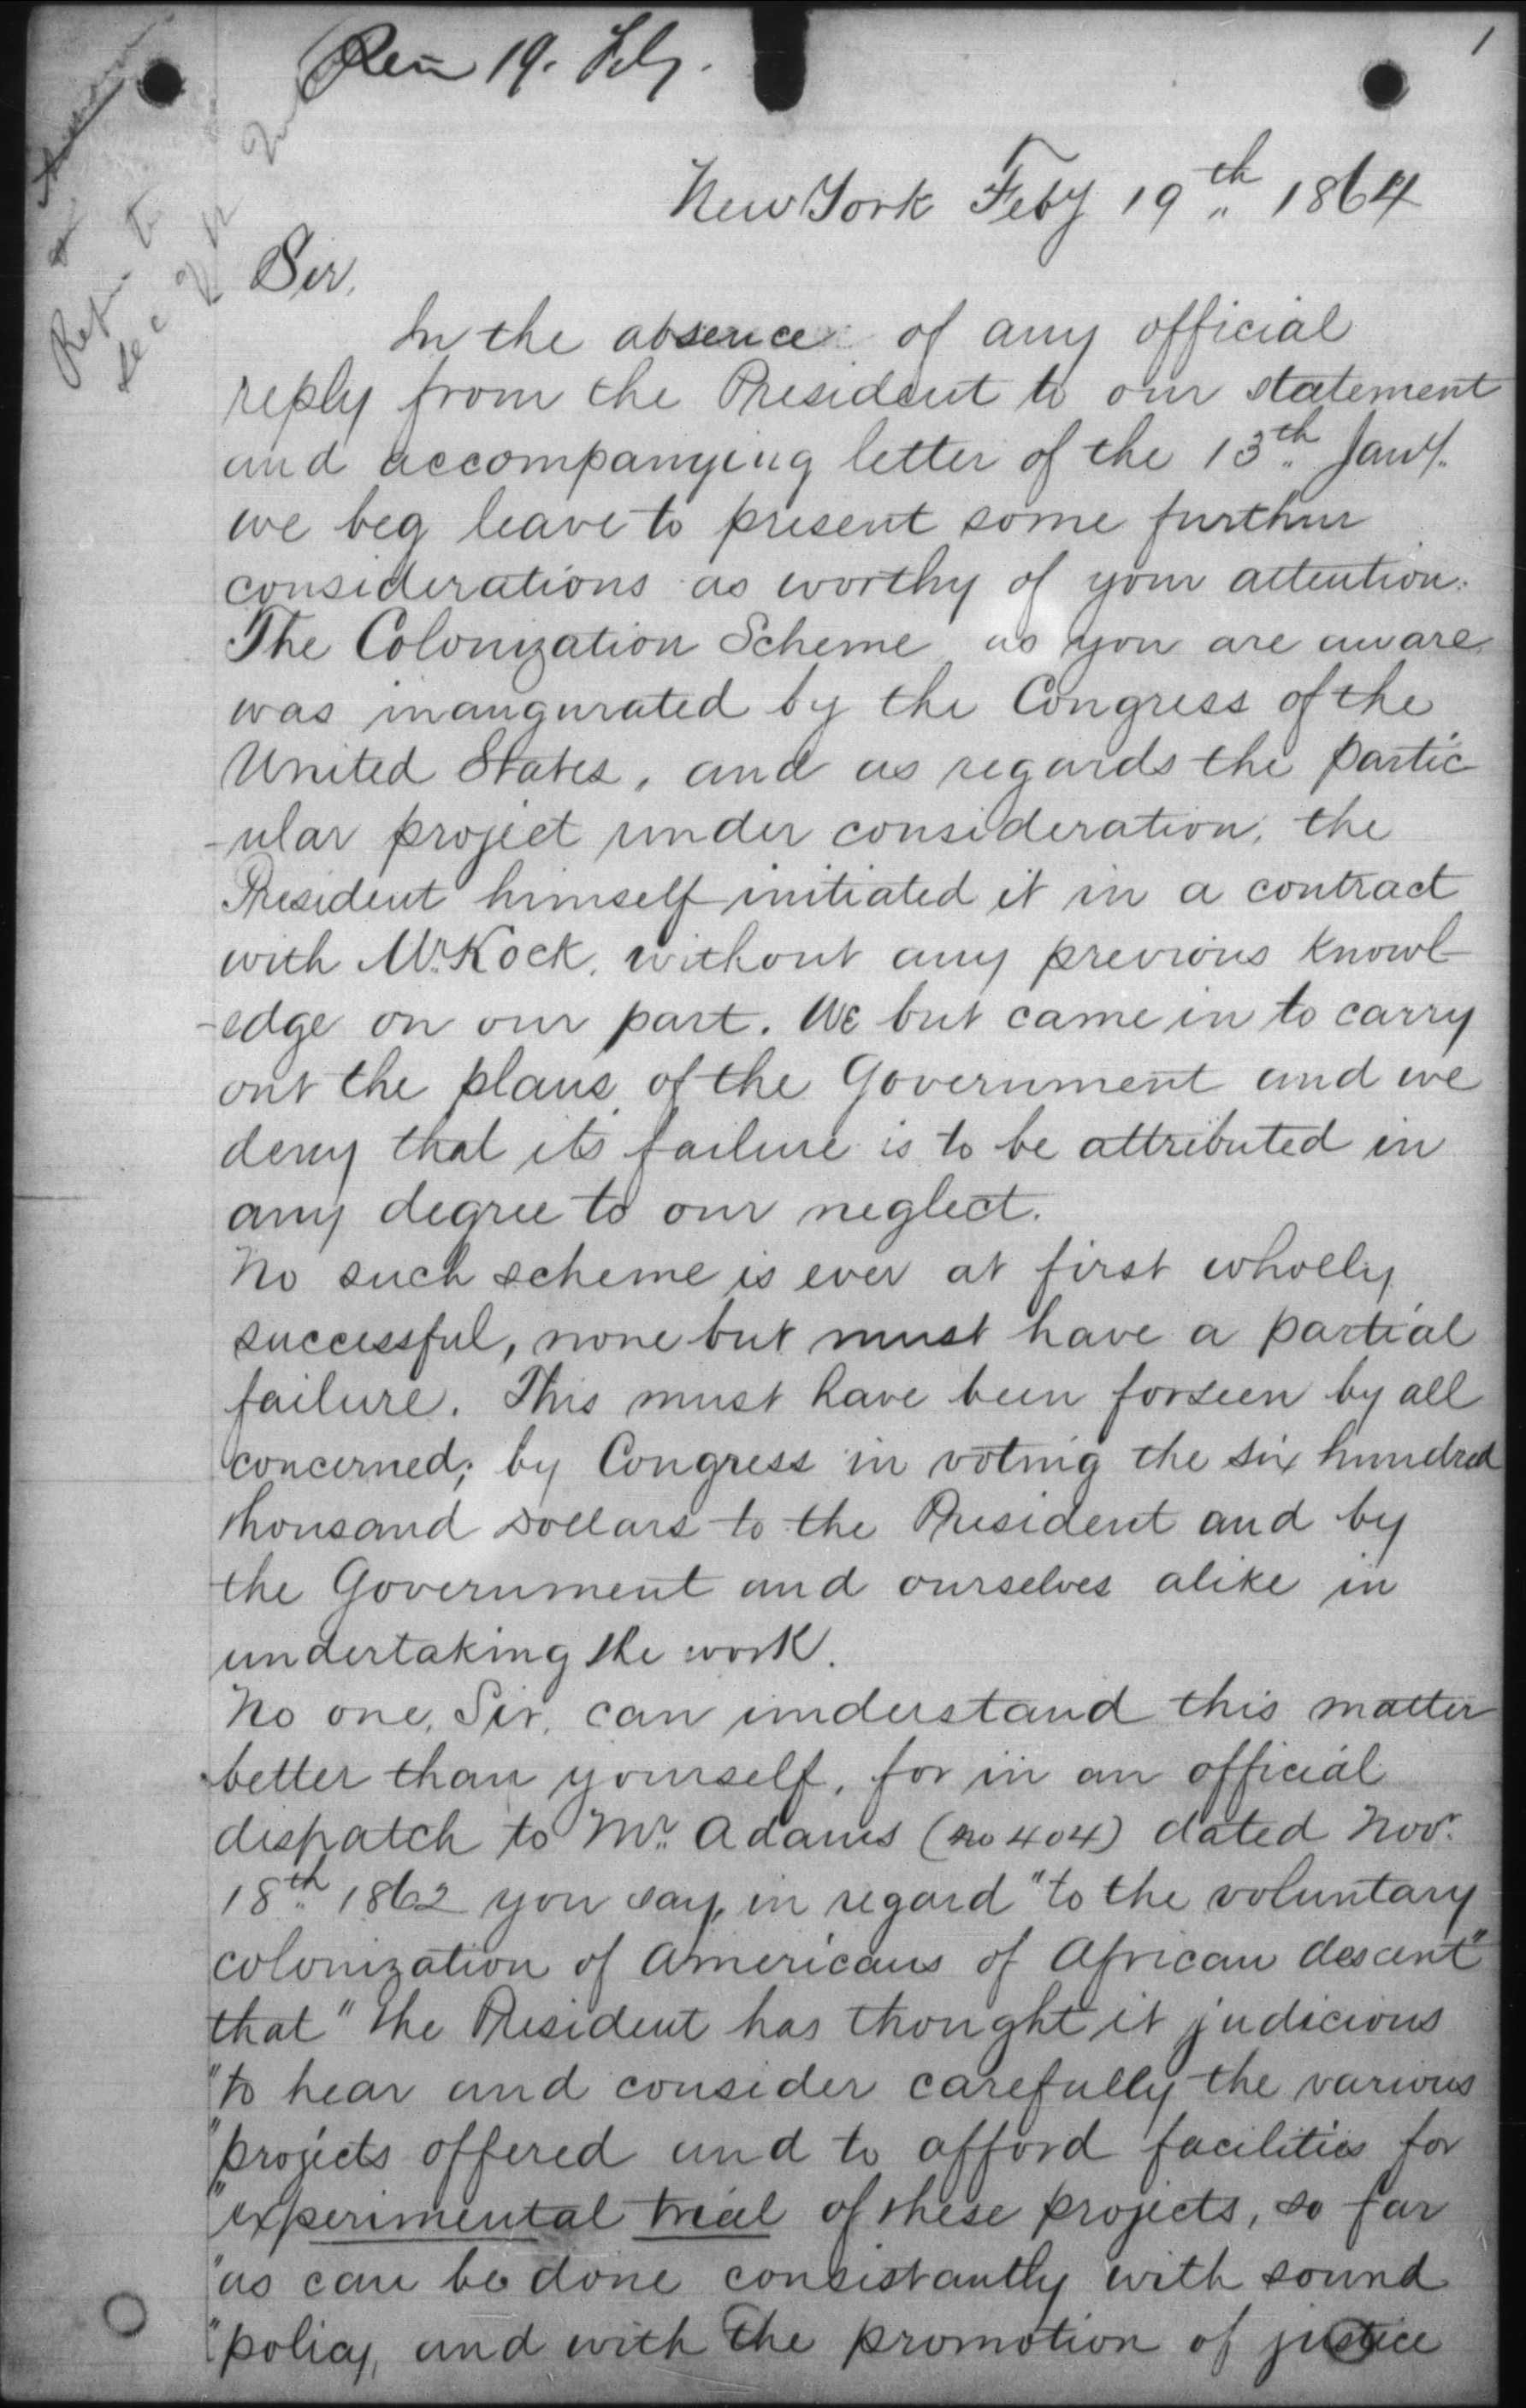 1
19. Feby.
New York Feby 19th 1864
Sir,
In the absence of any official
reply from the President to our statement
and accompanying letter of the 13th Jany.
we beg leave to present some further
considerations as worthy of your attention.
The Colonization Scheme as you are aware
was inaugurated by the Congress of the
United States, and as regards the partic
-ular project under consideration, the
President himself initiated it in a contract
with Mr. Kock, without any previous knowl
-edge on our part. We but came in to carry
out the plans of the Government and we
deny that its failure is to be attributed in
any degree to our neglect.
No such scheme is ever at first wholly
successful, none but must have a partial
failure. This must have been forseen by all
concerned; by Congress in voting the six hundred
thousand Dollars to the President and by
the Government and ourselves alike in
undertaking the work.
No one, Sir, can understand this matter
better than yourself, for in an official
dispatch to Mr. Adams (no 404) dated Nov.
18th 1862 you say, in regard "to the voluntary
colonization of Americans of African descent"
that "the President has thought it judicious
"to hear and consider carefully the various
"projects offered and to afford facilities for
"experimental trial of these projects, so far
"as can be done consistantly with sound
"policy, and with the promotion of justice